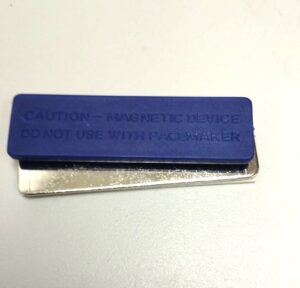 CAUTION – MAGNETIC DEVICE
DO NOT USE WITH PACEMAKER